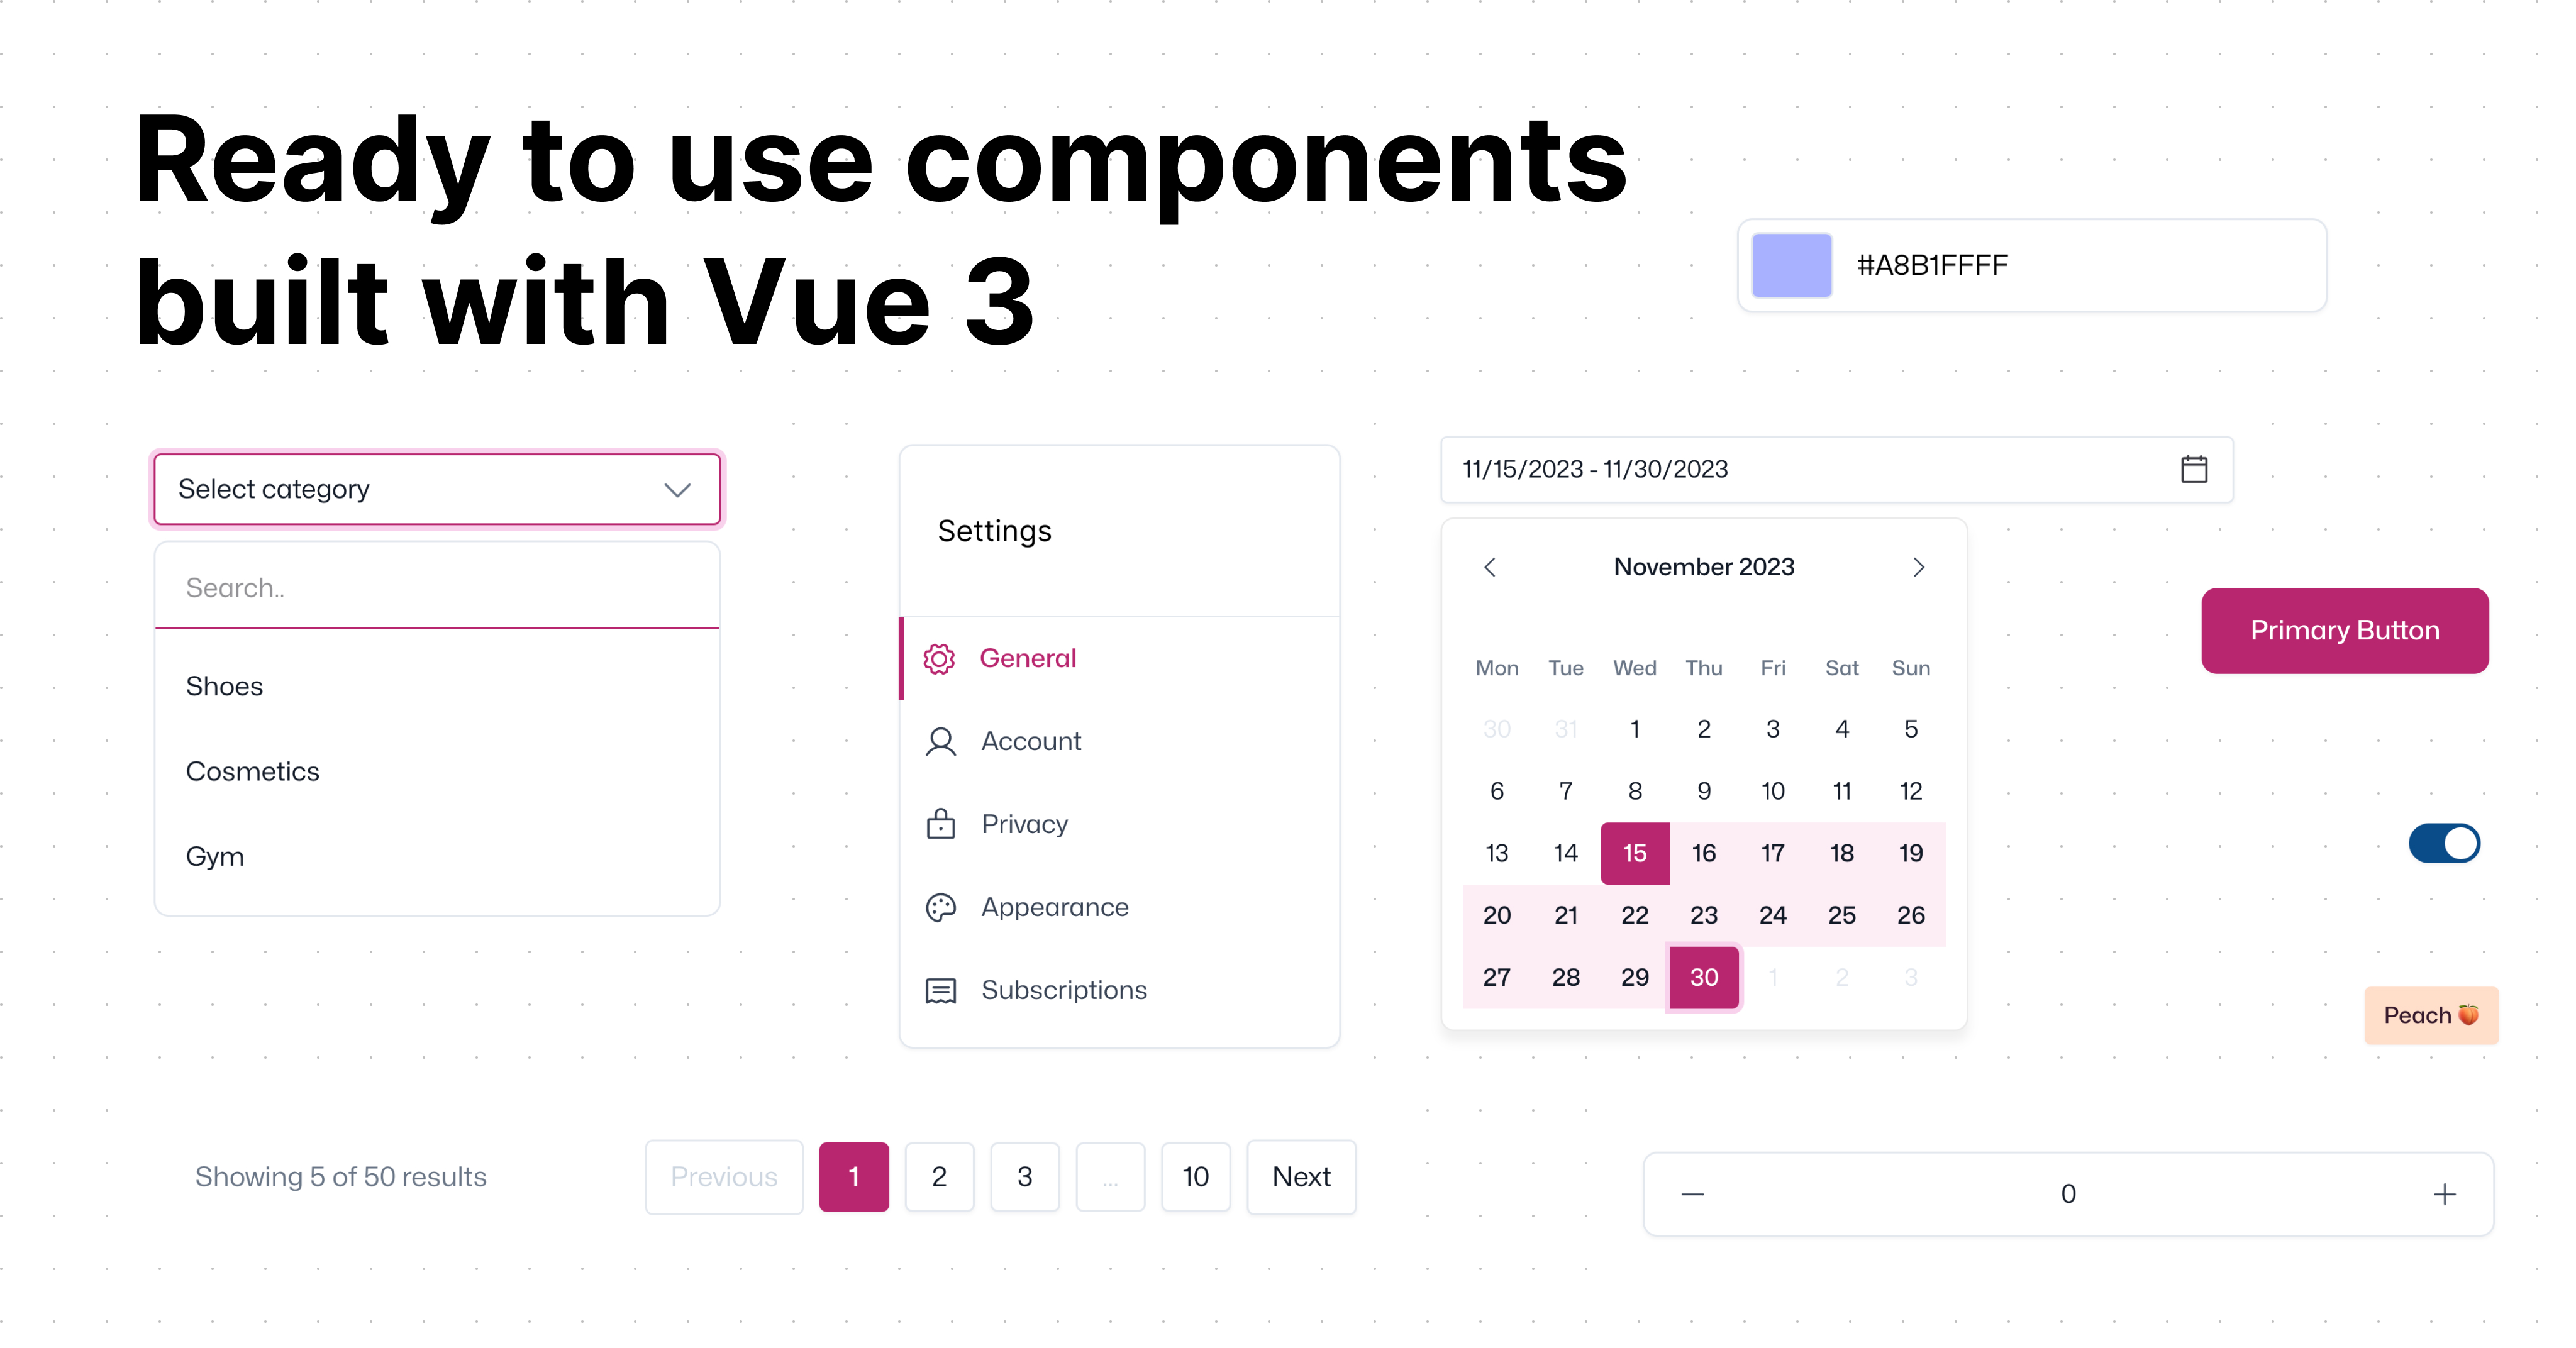 Ready to use components
built with Vue 3
#A8B1FFFF
Select category
Search..
Shoes
Cosmetics
Gym
Settings
General
Account
Privacy
Appearance
Subscriptions
11/15/2023 - 11/30/2023
November 2023
Mon Tue Wed Thu Fri Sat Sun
30 31 1 2 3 4 5
6 7 8 9 10 11 12
13 14 15 16 17 18 19
20 21 22 23 24 25 26
27 28 29 30 1 2 3
Primary Button
Peach 🍑
Showing 5 of 50 results
Previous 1 2 3 ... 10 Next
0